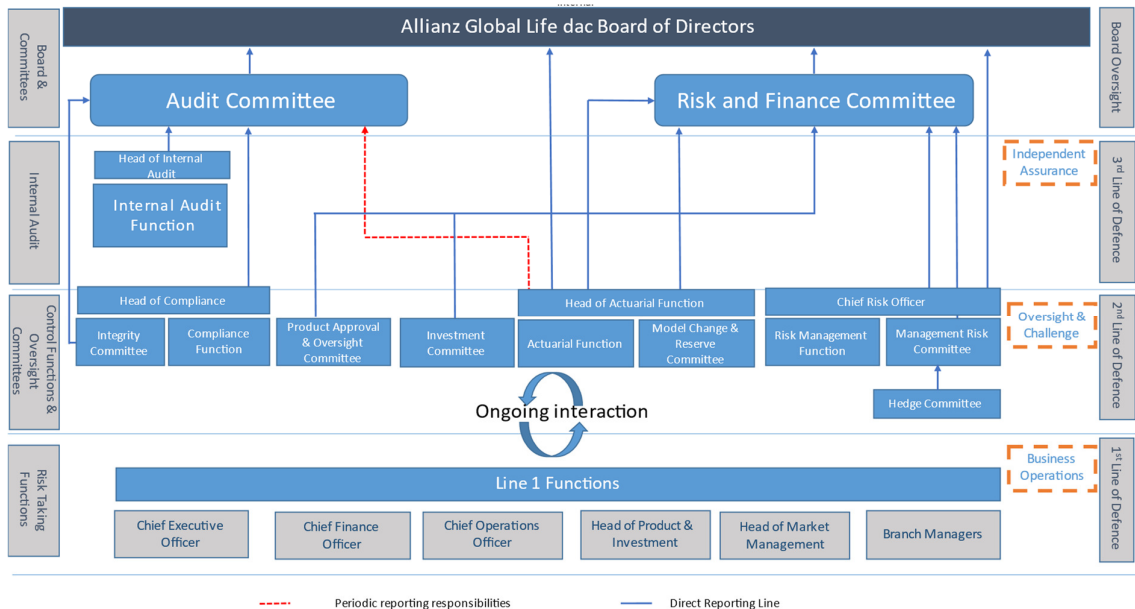 Allianz Global Life dac Board of Directors
Board &
Committees
Board Oversight
Audit Committee
Risk and Finance Committee
Internal Audit
Head of Internal
Audit
Internal Audit
Function
Independent
Assurance
3rd Line of Defence
Control Functions &
Oversight
Committees
Head of Compliance
Integrity
Committee
Compliance
Function
Product Approval
& Oversight Committee
Investment
Committee
Head of Actuarial Function
Actuarial Function
Model Change &
Reserve
Committee
Chief Risk Officer
Risk Management
Function
Management Risk
Committee
Hedge Committee
Oversight &
Challenge
2nd Line of Defence
Ongoing interaction
Risk Taking
Functions
Line 1 Functions
Business
Operations
1st Line of Defence
Chief Executive
Officer
Chief Finance
Officer
Chief Operations
Officer
Head of Product &
Investment
Head of Market
Management
Branch Managers
Periodic reporting responsibilities
Direct Reporting Line